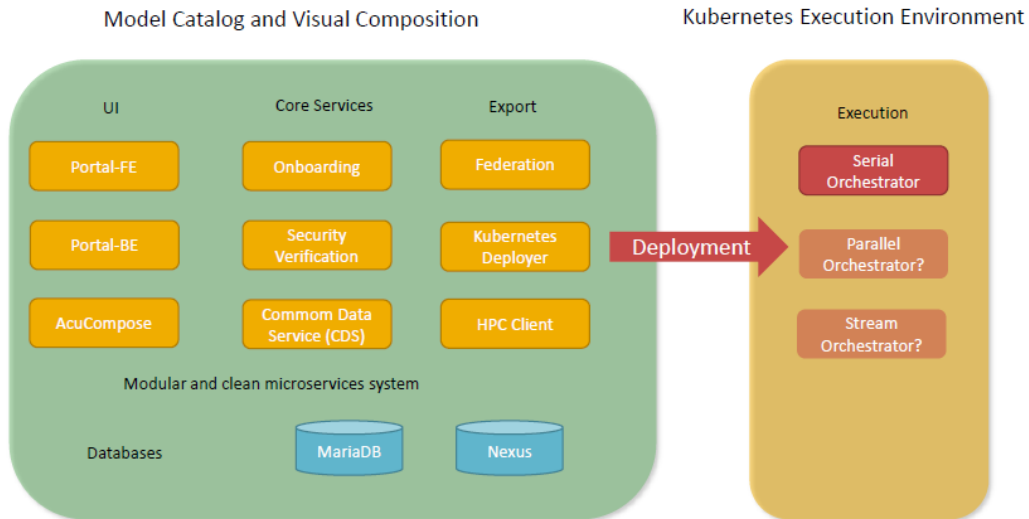 Model Catalog and Visual Composition
Kubernetes Execution Environment
UI
Core Services
Export
Execution
Portal-FE
Onboarding
Federation
Serial
Orchestrator
Portal-BE
Security
Verification
Kubernetes
Deployer
Deployment
Parallel
Orchestrator?
AcuCompose
Commom Data
Service (CDS)
HPC Client
Stream
Orchestrator?
Modular and clean microservices system
Databases
MariaDB
Nexus